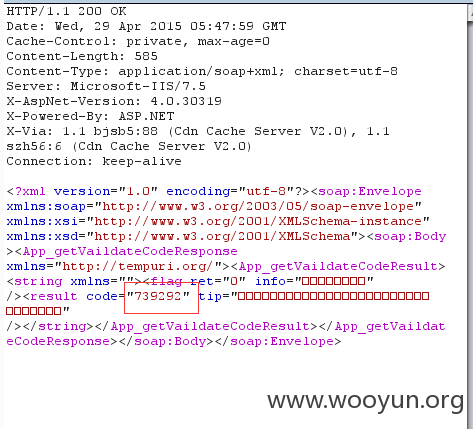 HTTP/1.1 200 OK
Date: Wed, 29 Apr 2015 05:47:59 GMT
Cache-Control: private, max-age=0
Content-Length: 585
Content-Type: application/soap+xml; charset=utf-8
Server: Microsoft-IIS/7.5
X-AspNet-Version: 4.0.30319
X-Powered-By: ASP.NET
X-Via: 1.1 bjsb5:88 (Cdn Cache Server V2.0), 1.1
szh56:6 (Cdn Cache Server V2.0)
Connection: keep-alive
<?xml version="1.0" encoding="utf-8"?><soap:Envelope
xmlns:soap="http://www.w3.org/2003/05/soap-envelope"
xmlns:xsi="http://www.w3.org/2001/XMLSchema-instance"
xmlns:xsd="http://www.w3.org/2001/XMLSchema"><soap:Body
><App_getVaildateCodeResponse
xmlns="http://tempuri.org/"><App_getVaildateCodeResult>
<string xmlns=""><flag ret="0" info="□□□□□□□□"
/><result code="739292" tip="□□□□□□□□□□□□□□□□□□□□□□□□
□□□□□□□"
/></string></App_getVaildateCodeResult></App_getVaildat
eCodeResponse></soap:Body></soap:Envelope>
www.wooyun.org